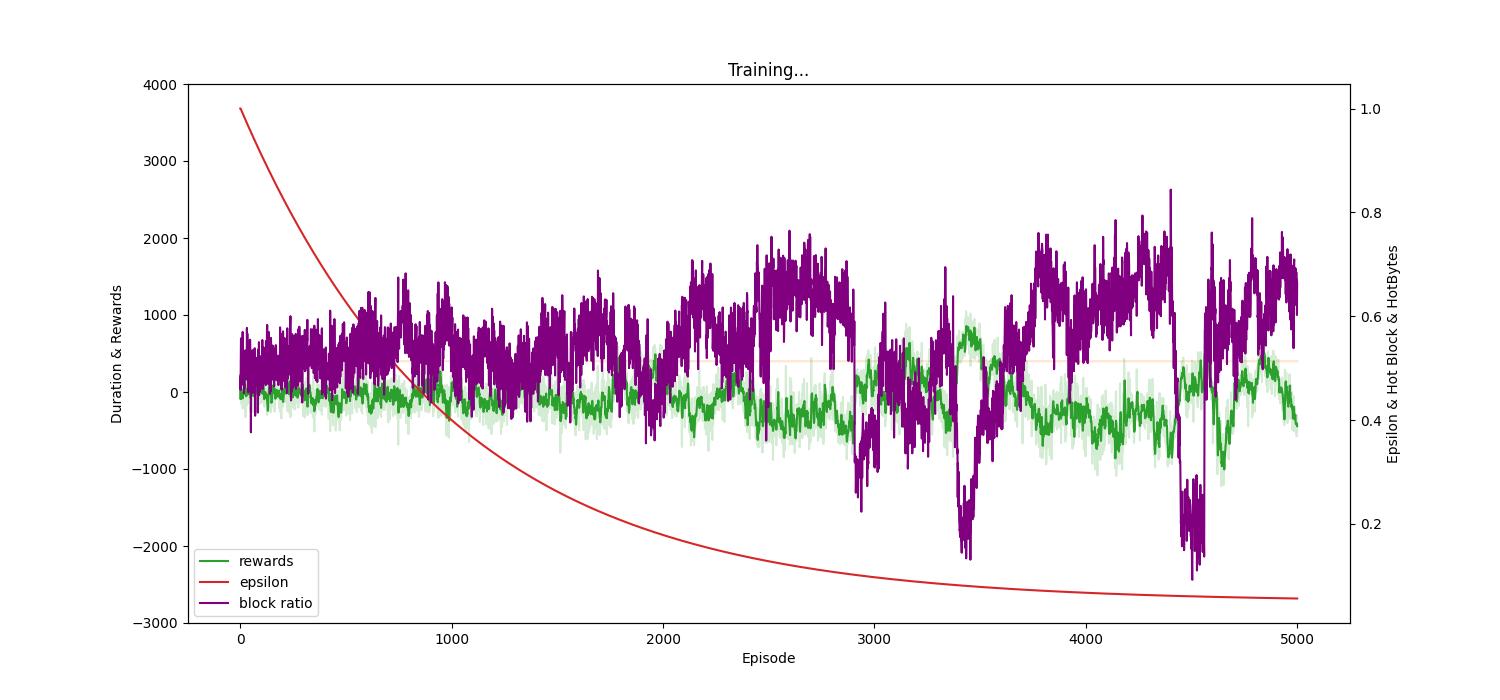 Training...
4000
3000
2000
1000
0
−1000
−2000
−3000
Duration & Rewards
1.0
0.8
0.6
0.4
0.2
Epsilon & Hot Block & HotBytes
rewards
epsilon
block ratio
0 1000 2000 3000 4000 5000
Episode